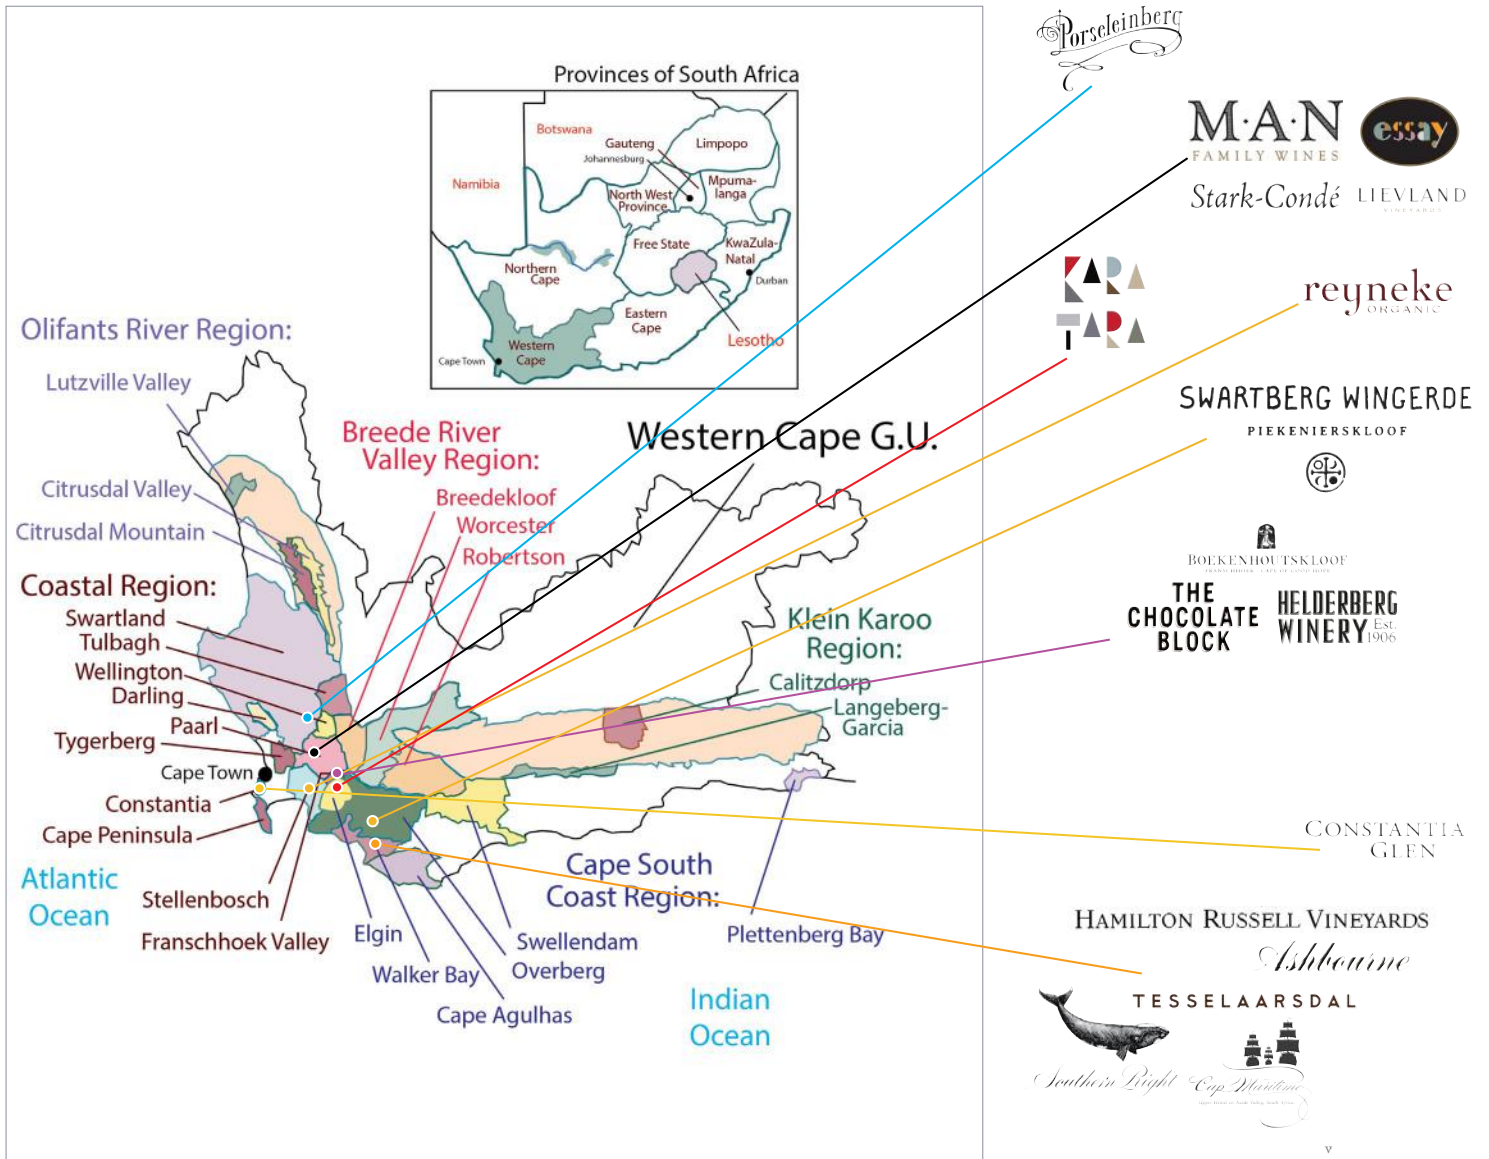 Provinces of South Africa
Botswana
Gauteng
Johannesburg
Limpopo
Namibia
North West
Province
Mpuma-
langa
Free State
KwaZula-
Natal
Durban
Northern
Cape
Eastern
Cape
Lesotho
Western
Cape
Cape Town
Olifants River Region:
Lutzville Valley
Citrusdal Valley
Citrusdal Mountain
Breede River
Valley Region:
Breedekloof
Worcester
Robertson
Western Cape G.U.
Coastal Region:
Swartland
Tulbagh
Wellington
Darling
Paarl
Tygerberg
Cape Town
Constantia
Cape Peninsula
Stellenbosch
Franschhoek Valley
Klein Karoo
Region:
Calitzdorp
Langeberg-
Garcia
Atlantic
Ocean
Cape South
Coast Region:
Elgin
Walker Bay
Cape Agulhas
Swellendam
Overberg
Plettenberg Bay
Indian
Ocean
Porseleinberg
M·A·N
FAMILY WINES
essay
Stark-Condé
LIEVLAND
VINEYARDS
KARA
TARA
reyneke
ORGANIC
SWARTBERG WINGERDE
PIEKENIERSKLOOF
BOEKENHOUTSKLOOF
THE
CHOCOLATE
BLOCK
HELDERBERG
WINERY Est.
1906
CONSTANTIA
GLEN
HAMILTON RUSSELL VINEYARDS
Ashbourne
TESSELAARSDAL
Southern Right
Cap Maritime
v